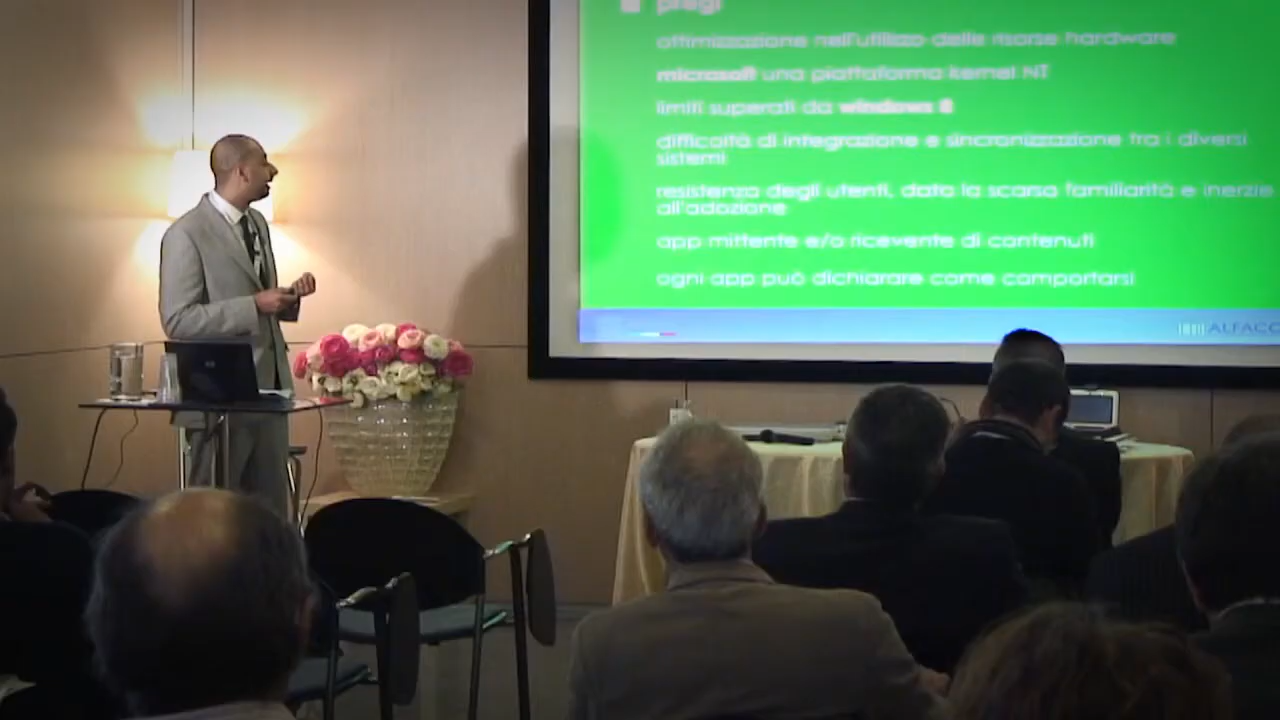 pregi
ottimizzazione nell'utilizzo delle risorse hardware
microsoft una piattaforma kernel NT
limiti superati da windows 8
difficoltà di integrazione e sincronizzazione tra i diversi
sistemi
resistenza degli utenti, data la scarsa familiarità e inerzie
all'adozione
app mittente e/o ricevente di contenuti
ogni app può dichiarare come comportarsi
ALFACO